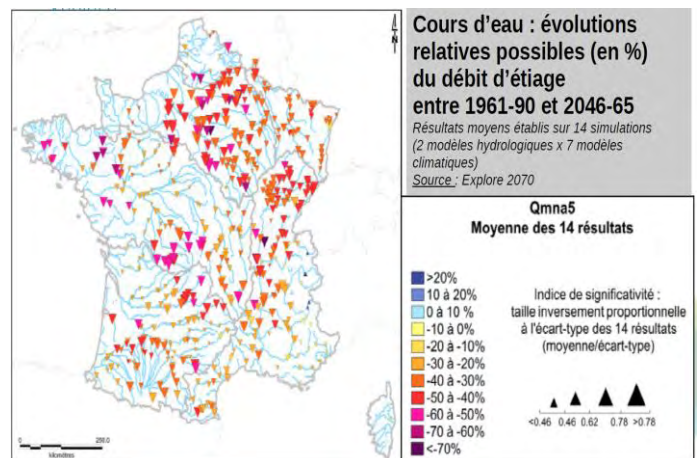 N
Cours d’eau : évolutions
relatives possibles (en %)
du débit d’étiage
entre 1961-90 et 2046-65
Résultats moyens établis sur 14 simulations
(2 modèles hydrologiques x 7 modèles
climatiques)
Source : Explore 2070
Qmna5
Moyenne des 14 résultats
>20%
10 à 20%
0 à 10 %
-10 à 0%
-20 à -10%
-30 à -20%
-40 à -30%
-50 à -40%
-60 à -50%
-70 à -60%
<-70%
Indice de significativité :
taille inversement proportionnelle
à l'écart-type des 14 résultats
(moyenne/écart-type)
<0.46 0.46 0.62 0.78 >0.78
0
kilomètres